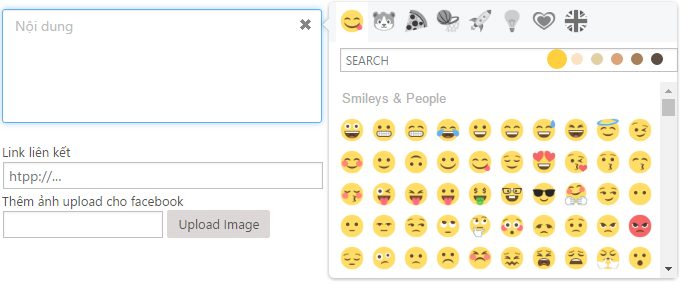 Nội dung
SEARCH
Smileys & People
Link liên kết
htpp://...
Thêm ảnh upload cho facebook
Upload Image